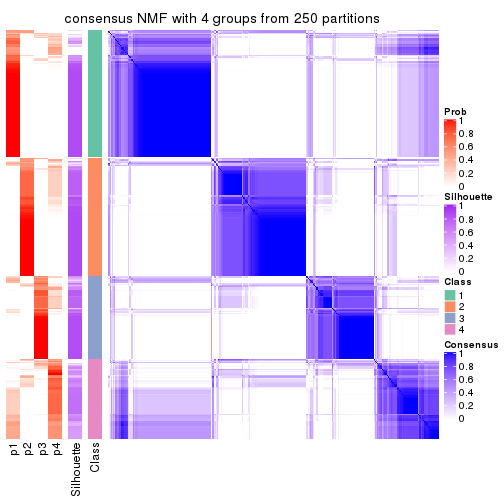 consensus NMF with 4 groups from 250 partitions
Prob
1
0.8
0.6
0.4
0.2
0
Silhouette
1
0.8
0.6
0.4
0.2
0
Class
1
2
3
4
Consensus
1
0.8
0.6
0.4
0.2
0
p1
p2
p3
p4
Silhouette
Class